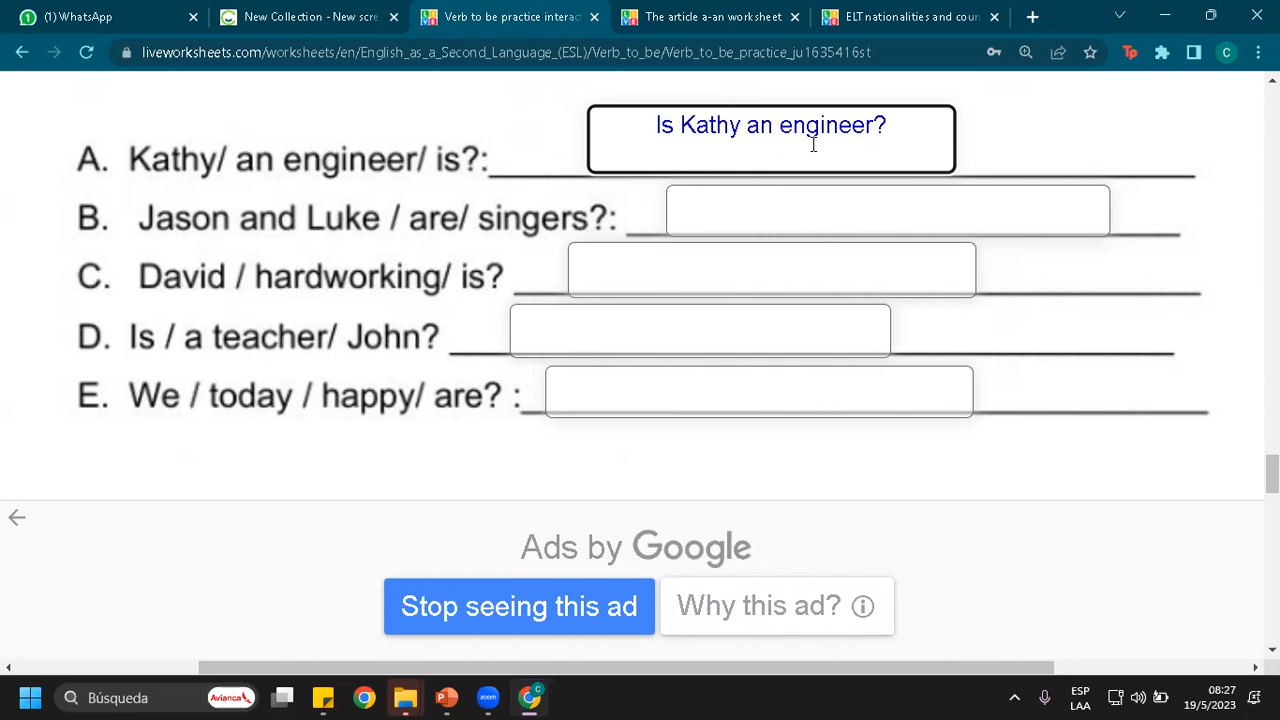 (1) WhatsApp
New Collection - New scre
Verb to be practice interac
The article a-an worksheet
ELT nationalities and coun
liveworksheets.com/worksheets/en/English_as_a_Second_Language_(ESL)/Verb_to_be/Verb_to_be_practice_ju1635416st
Is Kathy an engineer?
A. Kathy/ an engineer/ is?:
B. Jason and Luke / are/ singers?:
C. David / hardworking/ is?
D. Is / a teacher/ John?
E. We / today / happy/ are? :
Ads by Google
Stop seeing this ad
Why this ad?
Búsqueda
Avianca
zoom
ESP
LAA
08:27
19/5/2023